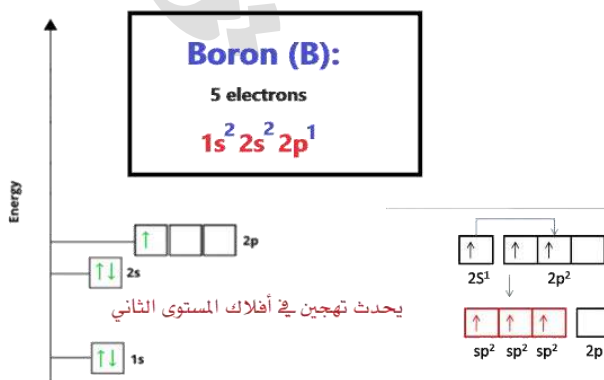 Boron (B):
5 electrons
1s² 2s² 2p¹
Energy
2p
2s
1s
يحدث تهجين في أفلاك المستوى الثاني
2S¹ 2p²
sp² sp² sp² 2p